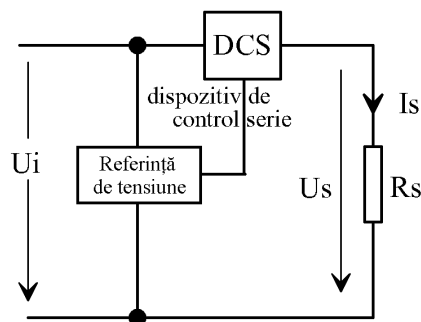 DCS
dispozitiv de
control serie
Is
Referință
de tensiune
Ui
Us
Rs